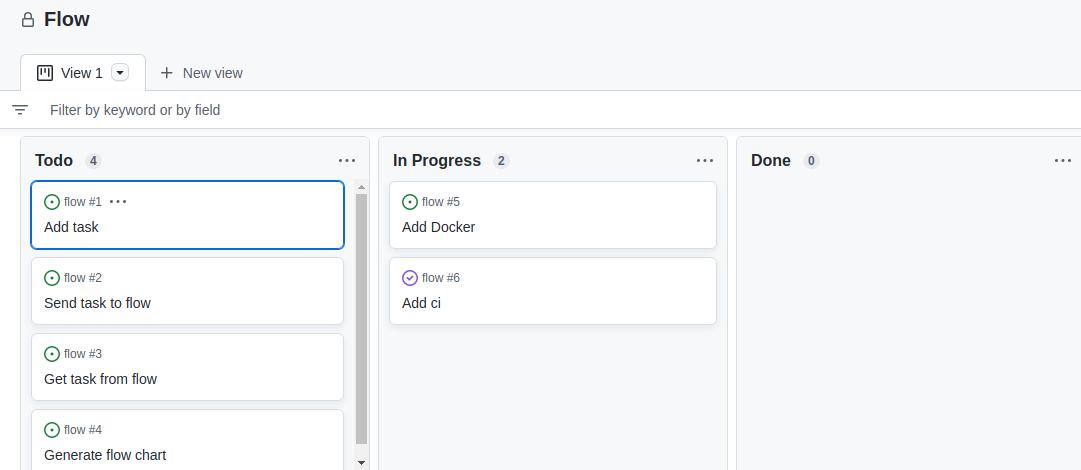 Flow
View 1
New view
Filter by keyword or by field
Todo 4
flow #1
Add task
flow #2
Send task to flow
flow #3
Get task from flow
flow #4
Generate flow chart
In Progress 2
flow #5
Add Docker
flow #6
Add ci
Done 0